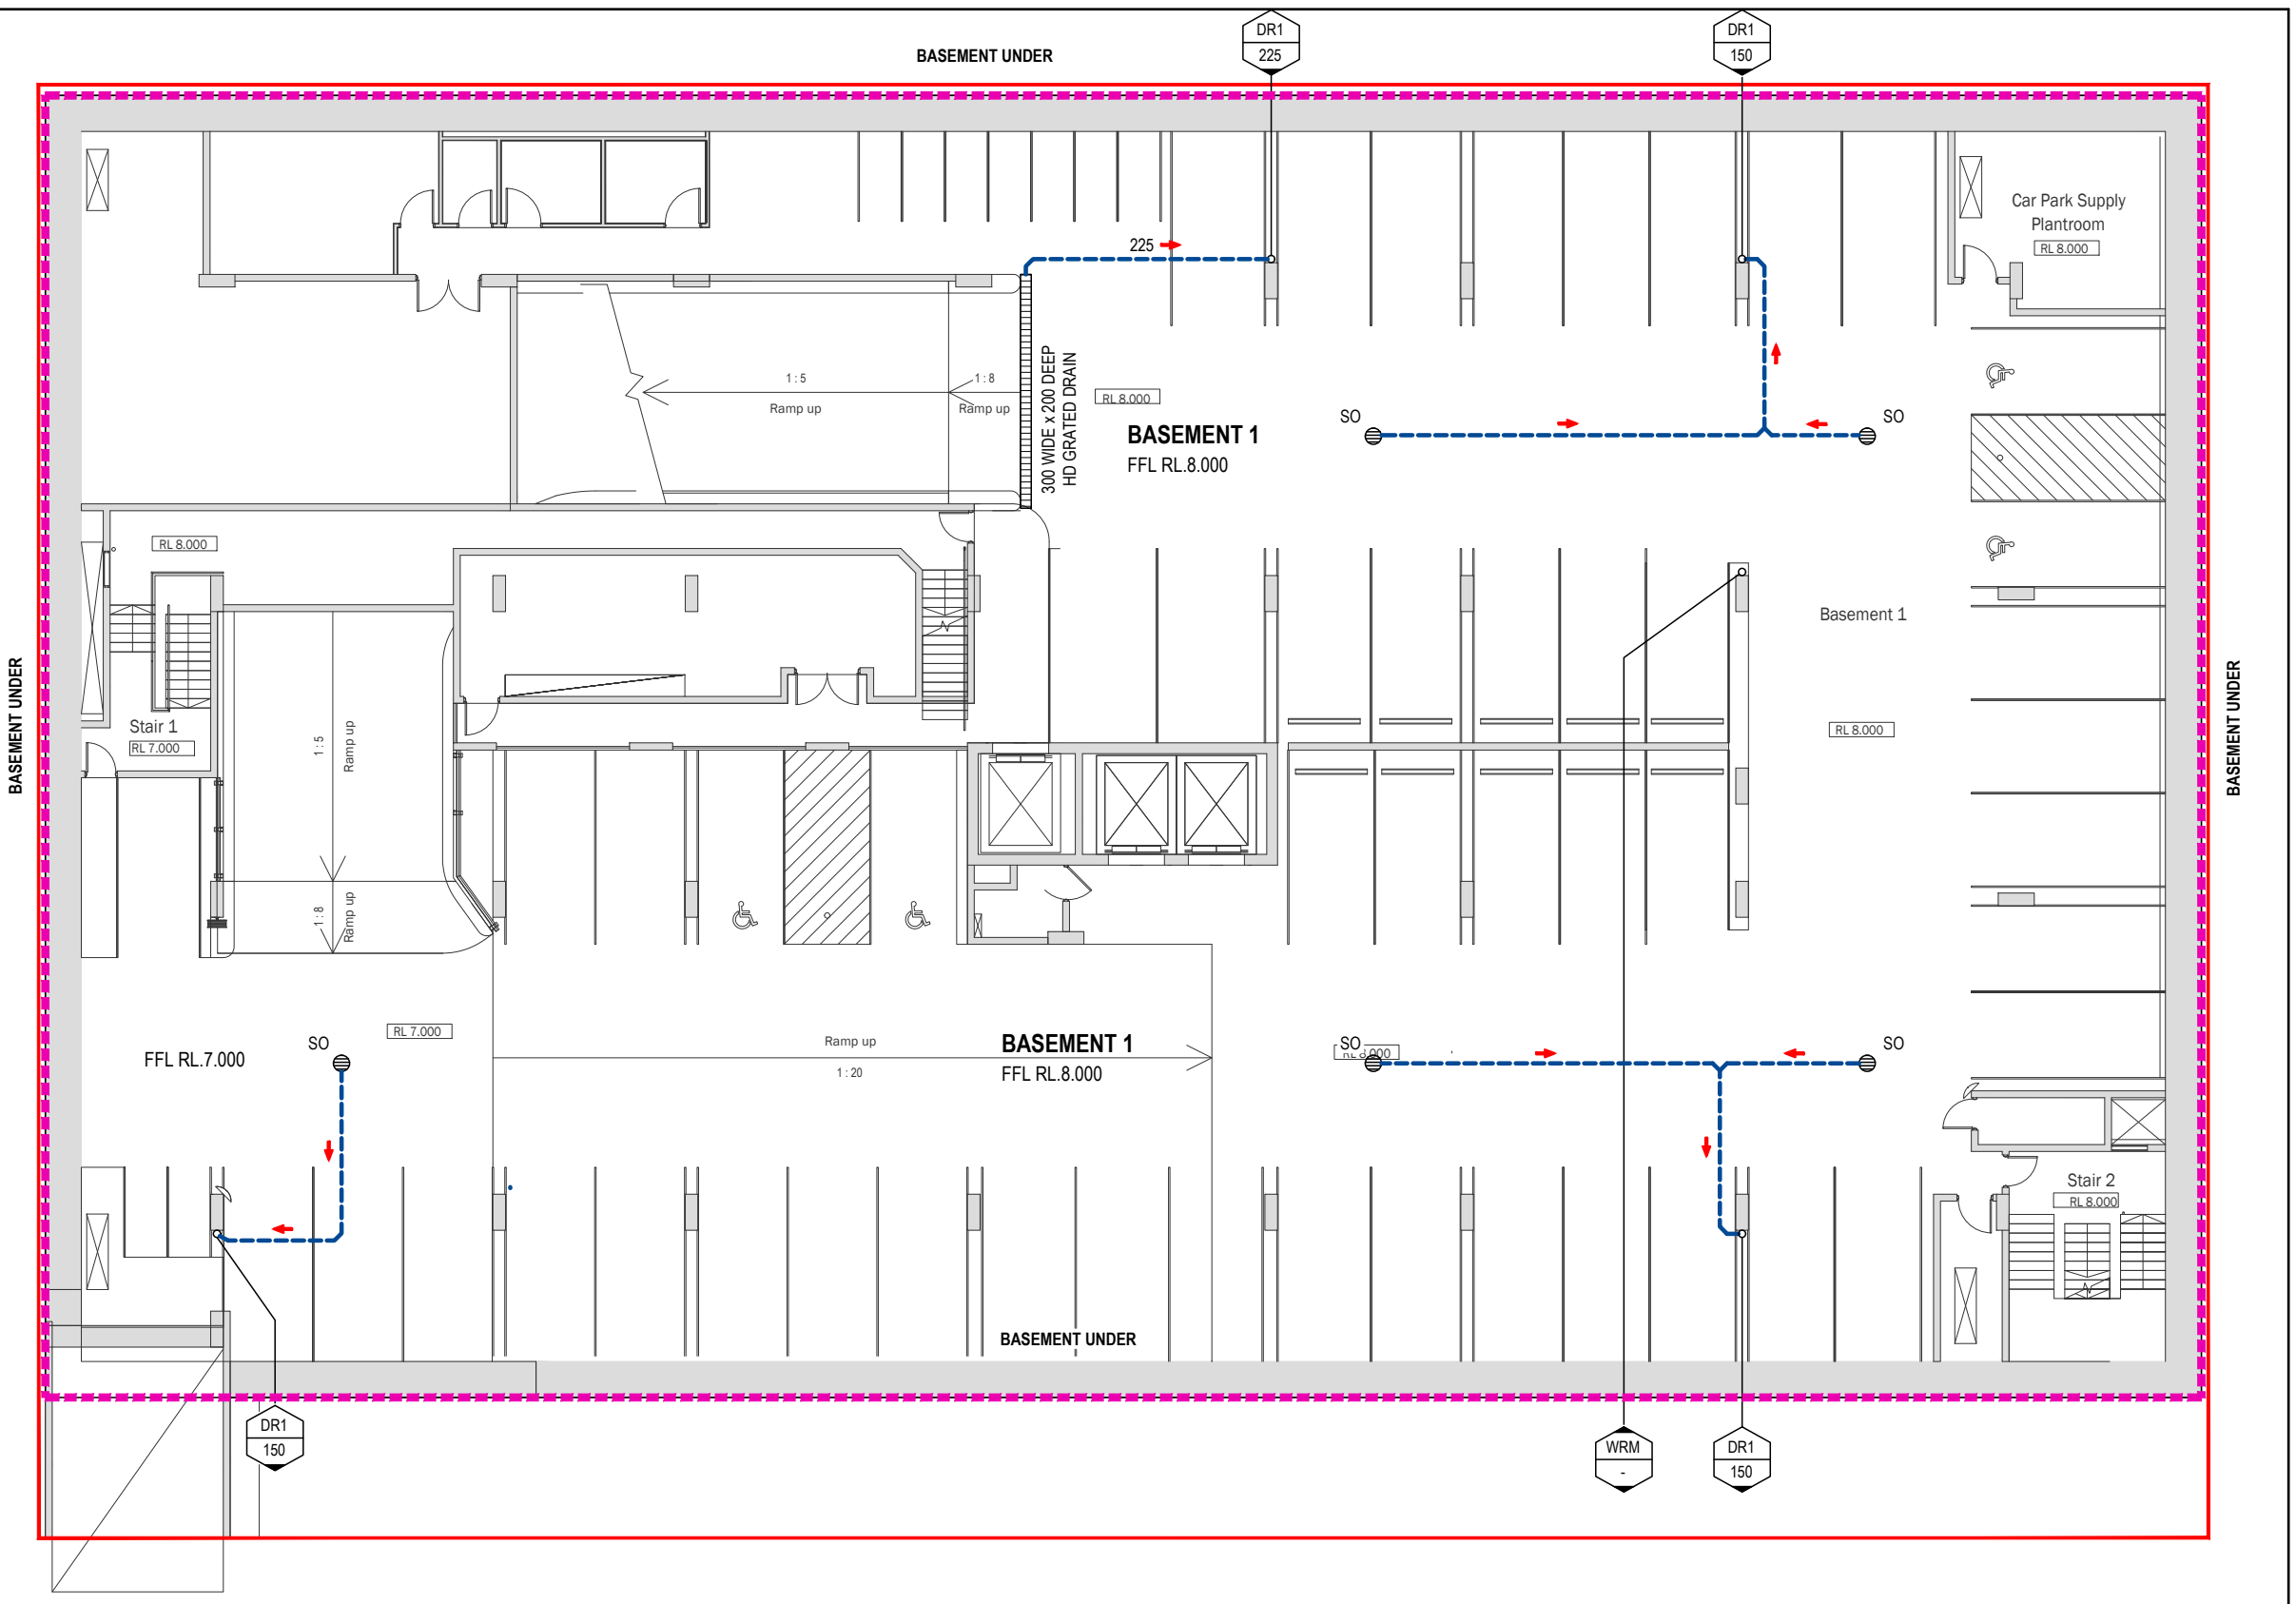 DR1
225
DR1
150
BASEMENT UNDER
Car Park Supply
Plantroom
RL 8.000
225
1 : 5
Ramp up
1 : 8
Ramp up
300 WIDE x 200 DEEP
HD GRATED DRAIN
RL 8.000
BASEMENT 1
FFL RL.8.000
SO
SO
RL 8.000
Basement 1
BASEMENT UNDER
BASEMENT UNDER
Stair 1
RL 7.000
1 : 5
Ramp up
RL 8.000
1 : 8
Ramp up
RL 7.000
FFL RL.7.000
SO
Ramp up
1 : 20
BASEMENT 1
FFL RL.8.000
SO
SO
Stair 2
RL 8.000
BASEMENT UNDER
DR1
150
WRM
-
DR1
150